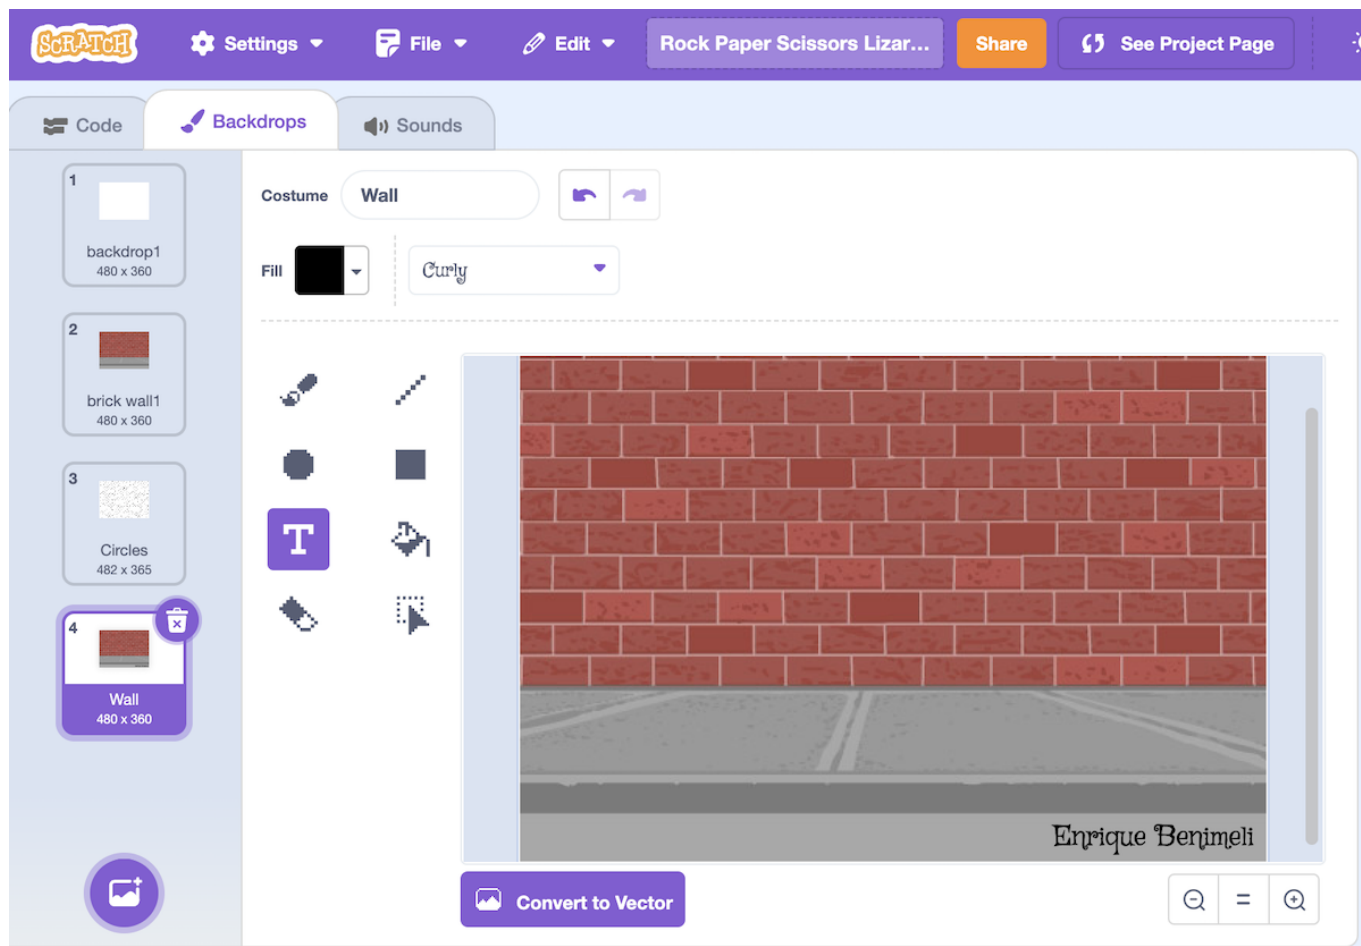 SCRATCH
Settings File Edit Rock Paper Scissors Lizar... Share See Project Page
Code Backdrops Sounds
1
backdrop1
480 x 360
2
brick wall1
480 x 360
3
Circles
482 x 365
4
Wall
480 x 360
Costume Wall
Fill Curly
T
Enrique Benimeli
Convert to Vector
=